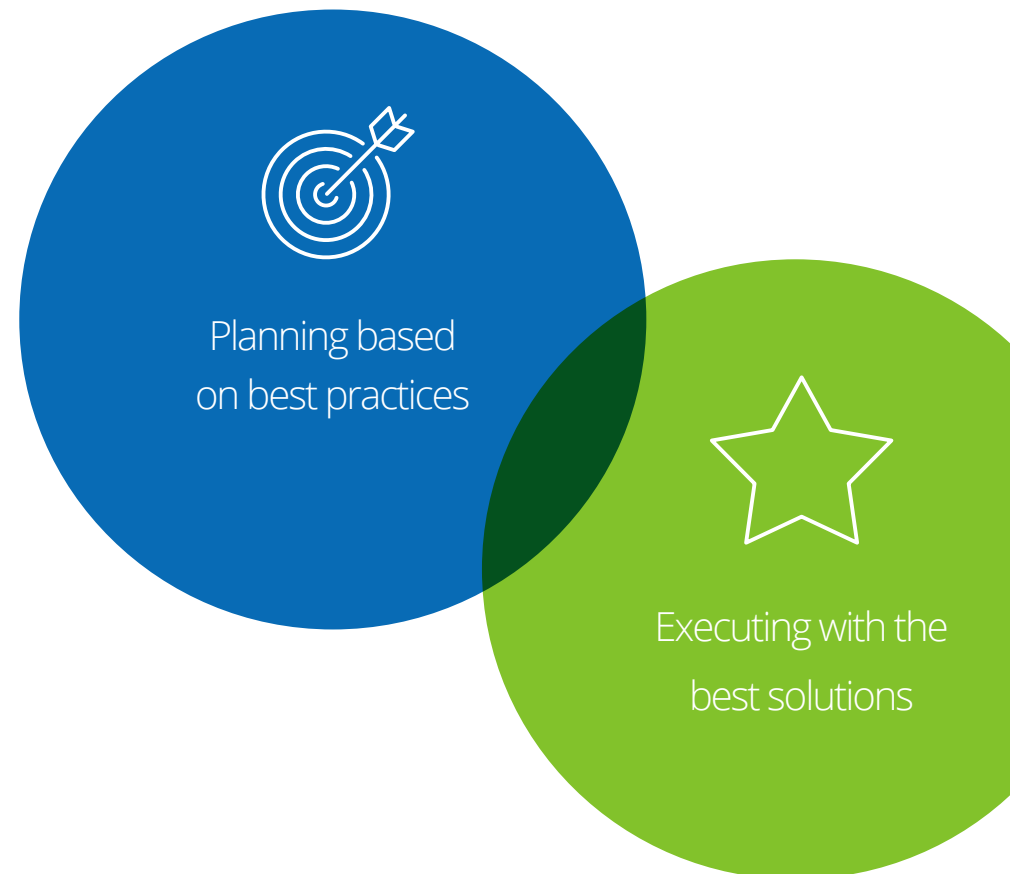 Planning based
on best practices
Executing with the
best solutions